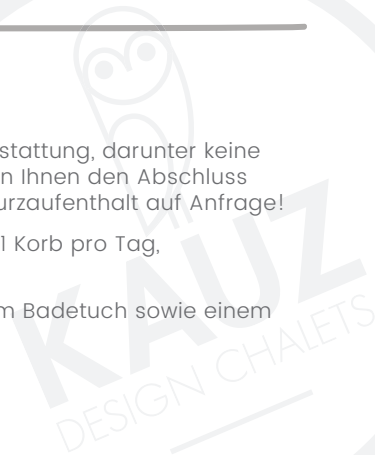 stattung, darunter keine
n Ihnen den Abschluss
urzaufenthalt auf Anfrage!
1 Korb pro Tag,
m Badetuch sowie einem
KAUZ
DESIGN CHALETS